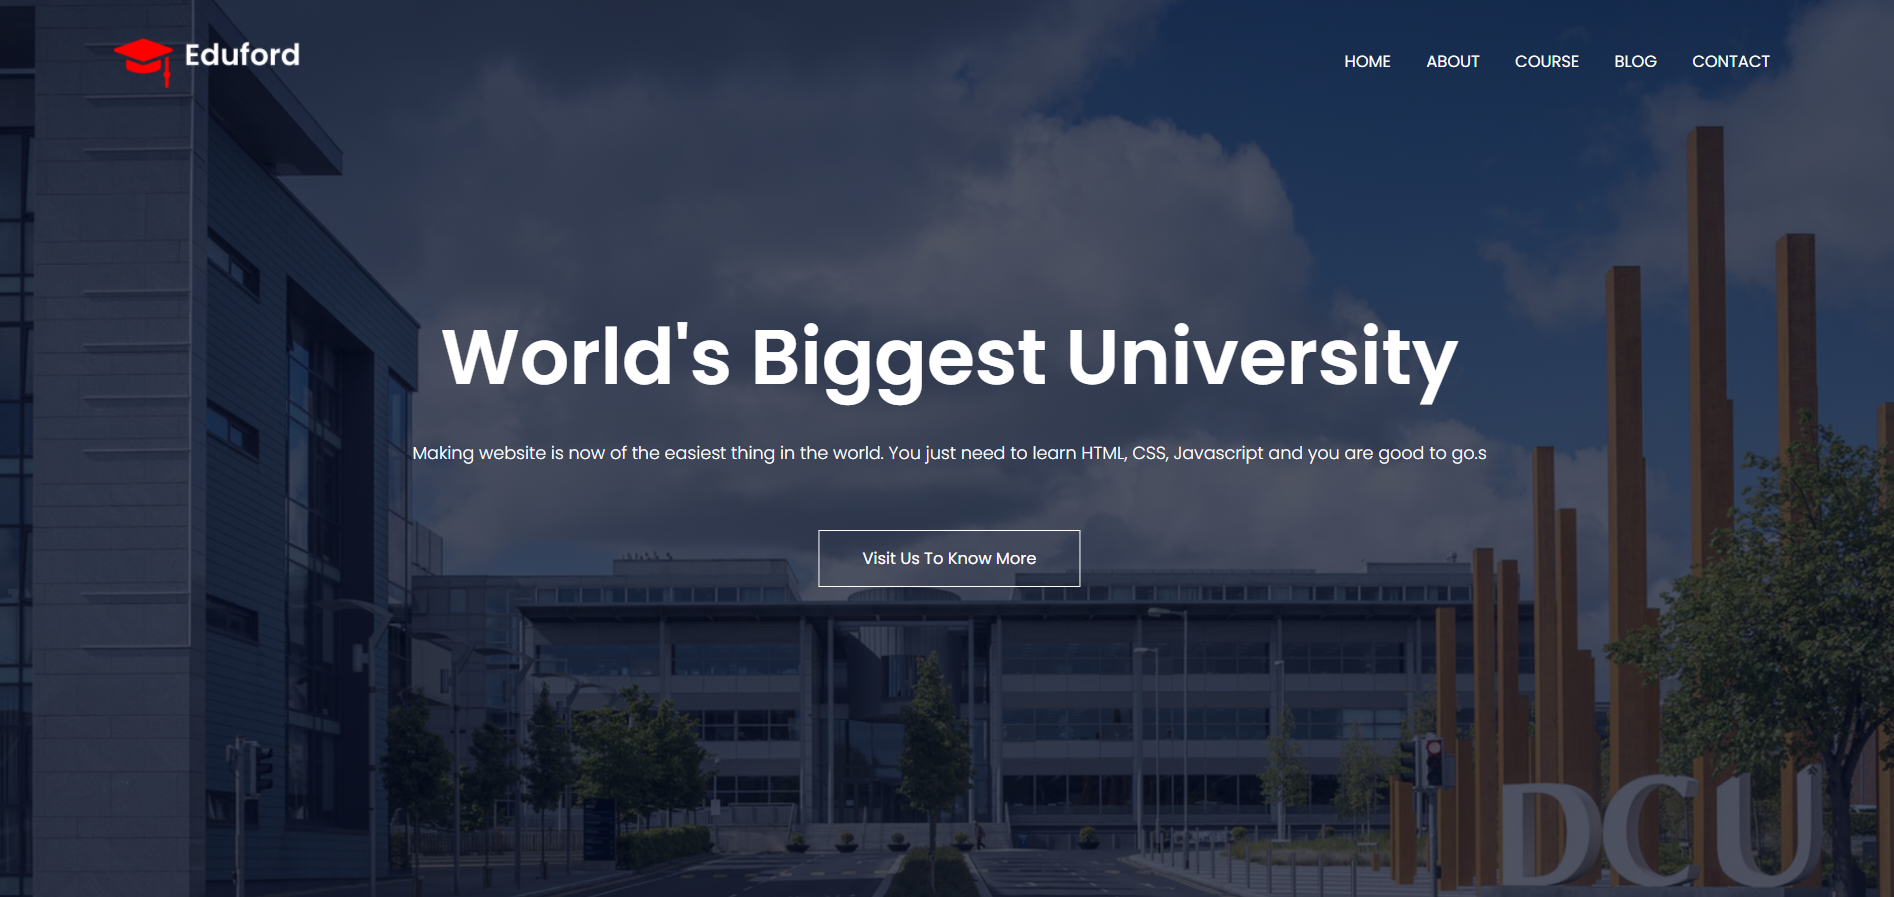 Eduford
HOME ABOUT COURSE BLOG CONTACT
World's Biggest University
Making website is now of the easiest thing in the world. You just need to learn HTML, CSS, Javascript and you are good to go.s
Visit Us To Know More
DCU